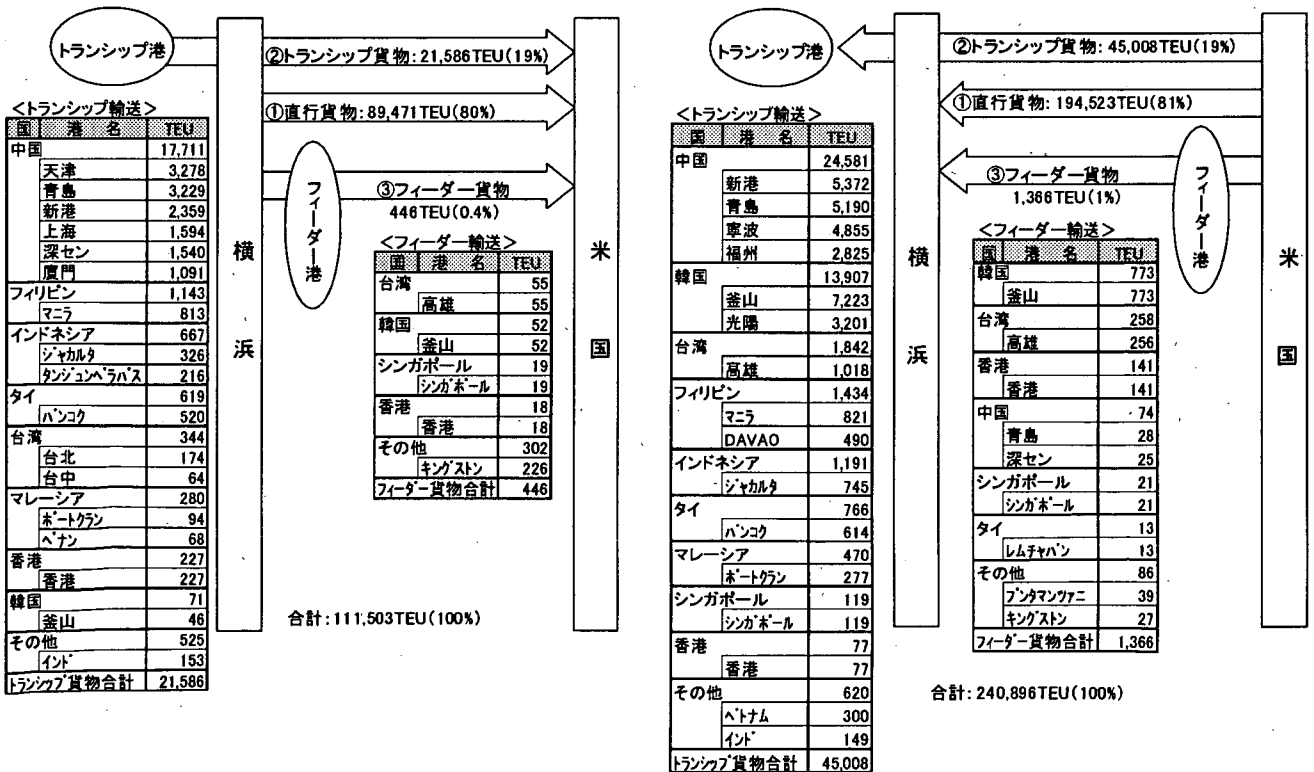 トランシップ港
②トランシップ貨物:21,586TEU(19%)
①直行貨物:89,471TEU(80%)
③フィーダー貨物
446TEU(0.4%)
フィーダー港
横浜
米国
<トランシップ輸送>
国 港 名 TEU
中国 17,711
天津 3,278
青島 3,229
新港 2,359
上海 1,594
深セン 1,540
廈門 1,091
フィリピン 1,143
マニラ 813
インドネシア 667
ジャカルタ 326
タンジュンペラパス 216
タイ 619
バンコク 520
台湾 344
台北 174
台中 64
マレーシア 280
ポートクラン 94
ペナン 68
香港 227
香港 227
韓国 71
釜山 46
その他 525
インド 153
トランシップ貨物合計 21,586
<フィーダー輸送>
国 港 名 TEU
台湾 55
高雄 55
韓国 52
釜山 52
シンガポール 19
シンガポール 19
香港 18
香港 18
その他 302
キングストン 226
フィーダー貨物合計 446
合計:111,503TEU(100%)
トランシップ港
②トランシップ貨物:45,008TEU(19%)
①直行貨物:194,523TEU(81%)
③フィーダー貨物
1,366TEU(1%)
フィーダー港
横浜
米国
<トランシップ輸送>
国 港 名 TEU
中国 24,581
新港 5,372
青島 5,190
寧波 4,855
福州 2,825
韓国 13,907
釜山 7,223
光陽 3,201
台湾 1,842
高雄 1,018
フィリピン 1,434
マニラ 821
DAVAO 490
インドネシア 1,191
ジャカルタ 745
タイ 766
バンコク 614
マレーシア 470
ポートクラン 277
シンガポール 119
シンガポール 119
香港 77
香港 77
その他 620
ベトナム 300
インド 149
トランシップ貨物合計 45,008
<フィーダー輸送>
国 港 名 TEU
韓国 773
釜山 773
台湾 258
高雄 256
香港 141
香港 141
中国 74
青島 28
深セン 25
シンガポール 21
シンガポール 21
タイ 13
レムチャバン 13
その他 86
プンタマンツァニ 39
キングストン 27
フィーダー貨物合計 1,366
合計:240,896TEU(100%)